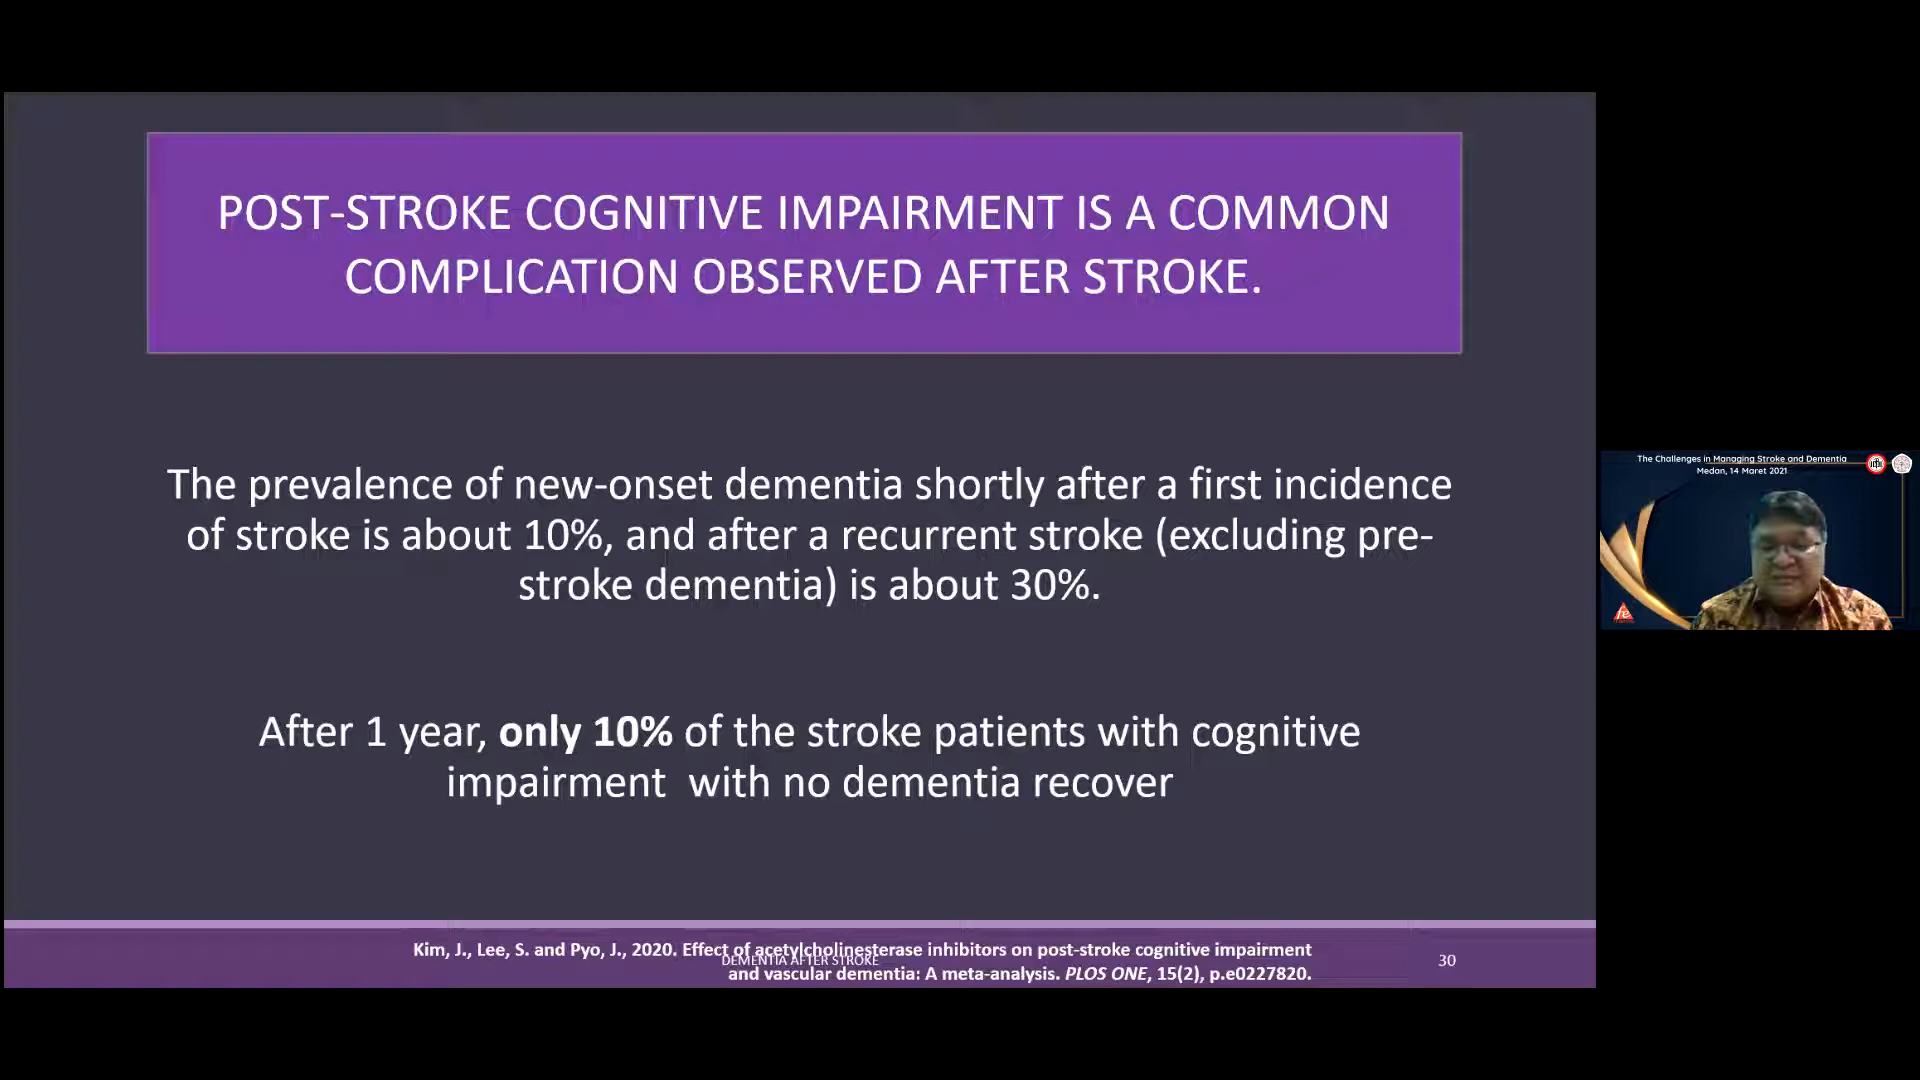 POST-STROKE COGNITIVE IMPAIRMENT IS A COMMON
COMPLICATION OBSERVED AFTER STROKE.
The prevalence of new-onset dementia shortly after a first incidence
of stroke is about 10%, and after a recurrent stroke (excluding pre-
stroke dementia) is about 30%.
After 1 year, only 10% of the stroke patients with cognitive
impairment  with no dementia recover
Kim, J., Lee, S. and Pyo, J., 2020. Effect of acetylcholinesterase inhibitors on post-stroke cognitive impairment
DEMENTIA AFTER STROKE
and vascular dementia: A meta-analysis. PLOS ONE, 15(2), p.e0227820.
30
The Challenges in Managing Stroke and Dementia
Medan, 14 Maret 2021